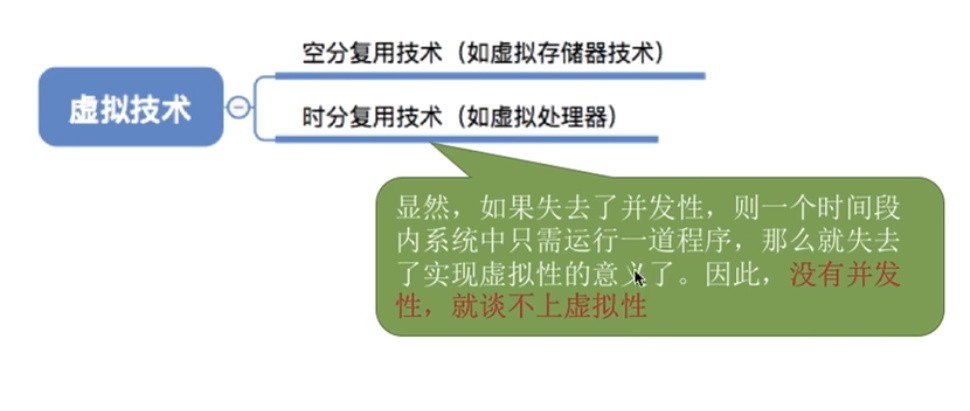 空分复用技术（如虚拟存储器技术）
虚拟技术
时分复用技术（如虚拟处理器）
显然，如果失去了并发性，则一个时间段
内系统中只需运行一道程序，那么就失去
了实现虚拟性的意义了。因此，没有并发
性，就谈不上虚拟性